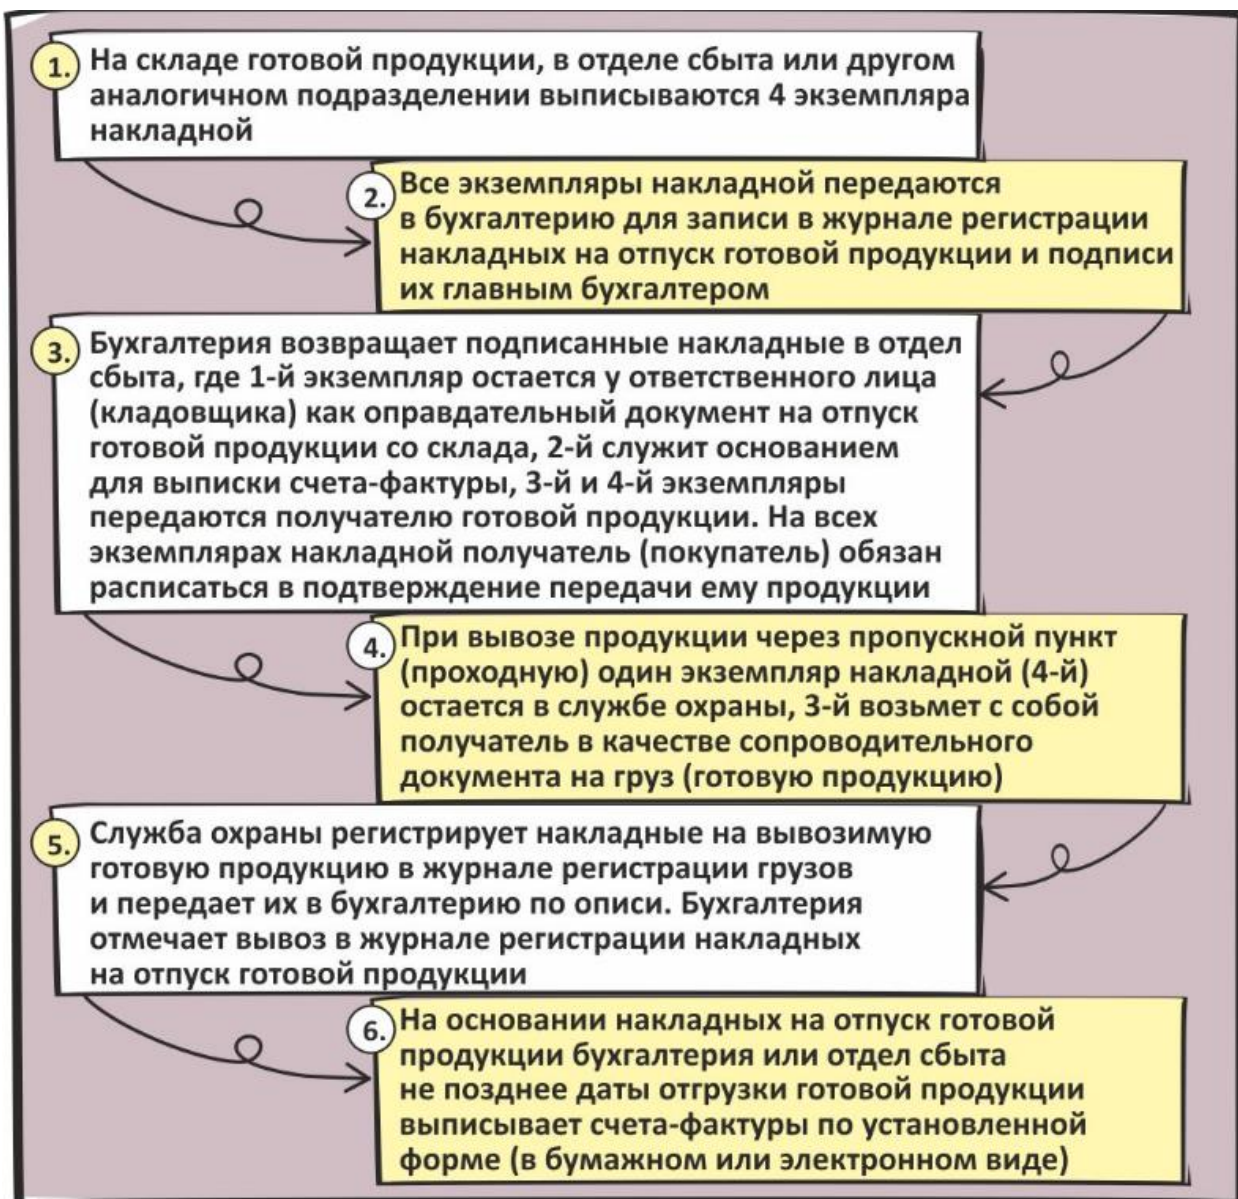 1. На складе готовой продукции, в отделе сбыта или другом
аналогичном подразделении выписываются 4 экземпляра
накладной
2. Все экземпляры накладной передаются
в бухгалтерию для записи в журнале регистрации
накладных на отпуск готовой продукции и подписи
их главным бухгалтером
3. Бухгалтерия возвращает подписанные накладные в отдел
сбыта, где 1-й экземпляр остается у ответственного лица
(кладовщика) как оправдательный документ на отпуск
готовой продукции со склада, 2-й служит основанием
для выписки счета-фактуры, 3-й и 4-й экземпляры
передаются получателю готовой продукции. На всех
экземплярах накладной получатель (покупатель) обязан
расписаться в подтверждение передачи ему продукции
4. При вывозе продукции через пропускной пункт
(проходную) один экземпляр накладной (4-й)
остается в службе охраны, 3-й возьмет с собой
получатель в качестве сопроводительного
документа на груз (готовую продукцию)
5. Служба охраны регистрирует накладные на вывозимую
готовую продукцию в журнале регистрации грузов
и передает их в бухгалтерию по описи. Бухгалтерия
отмечает вывоз в журнале регистрации накладных
на отпуск готовой продукции
6. На основании накладных на отпуск готовой
продукции бухгалтерия или отдел сбыта
не позднее даты отгрузки готовой продукции
выписывает счета-фактуры по установленной
форме (в бумажном или электронном виде)